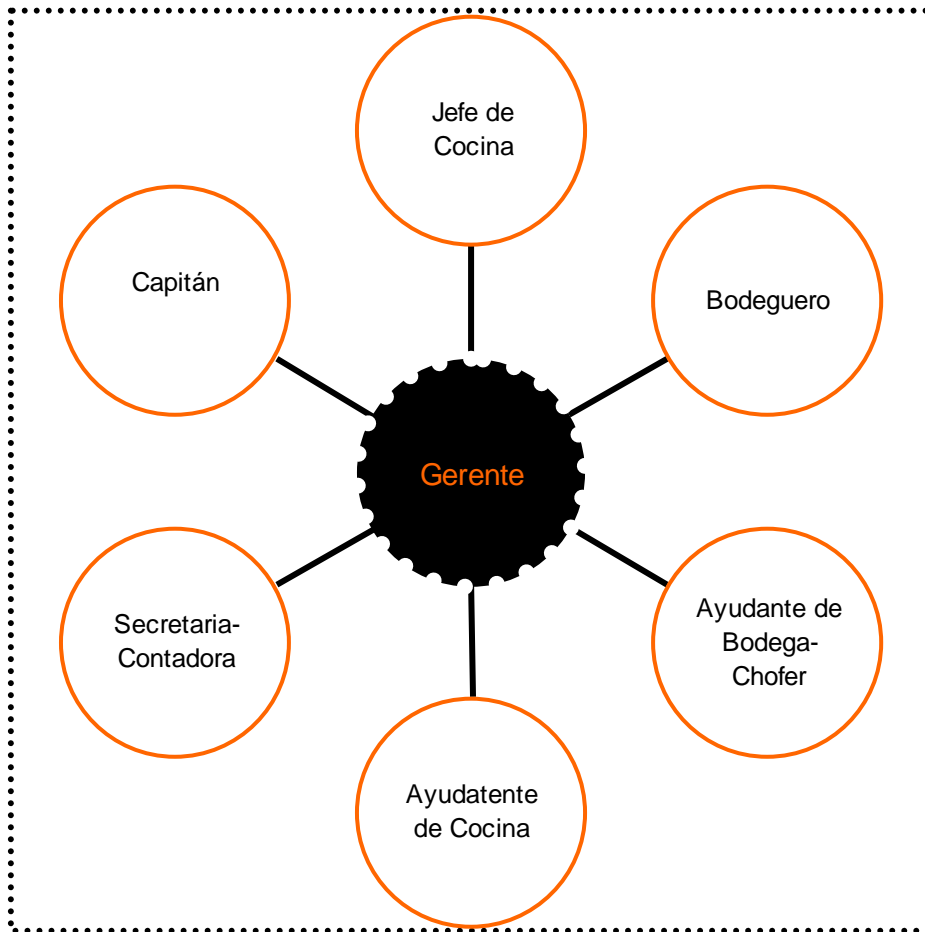 Jefe de
Cocina
Capitán
Bodeguero
Gerente
Secretaria-
Contadora
Ayudante de
Bodega-
Chofer
Ayudatente
de Cocina